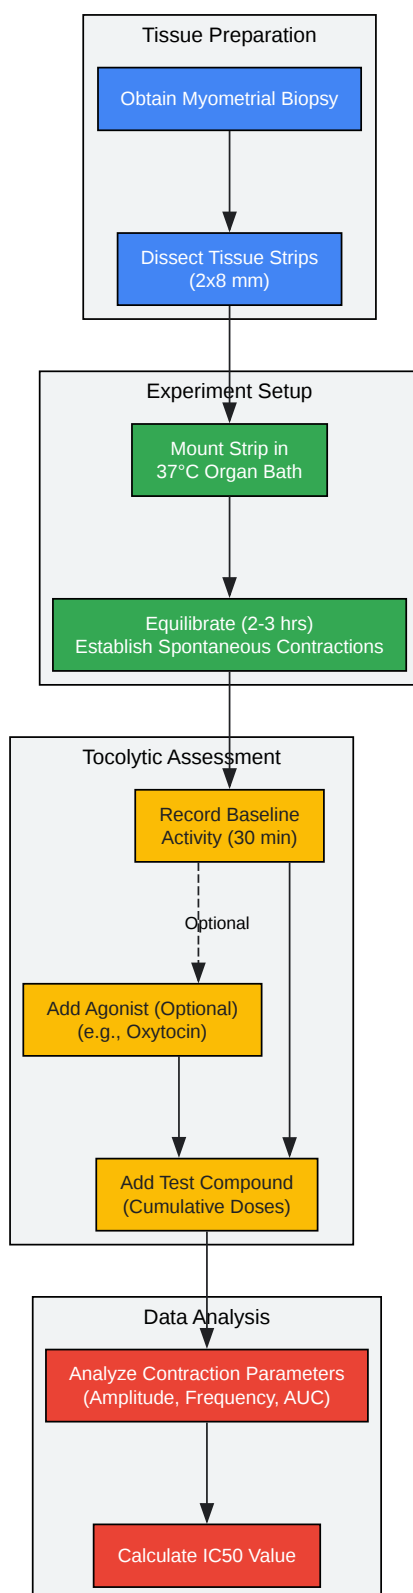 Tissue Preparation
Obtain Myometrial Biopsy
Dissect Tissue Strips
(2x8 mm)
Experiment Setup
Mount Strip in
37°C Organ Bath
Equilibrate (2-3 hrs)
Establish Spontaneous Contractions
Tocolytic Assessment
Record Baseline
Activity (30 min)
Optional
Add Agonist (Optional)
(e.g., Oxytocin)
Add Test Compound
(Cumulative Doses)
Data Analysis
Analyze Contraction Parameters
(Amplitude, Frequency, AUC)
Calculate IC50 Value